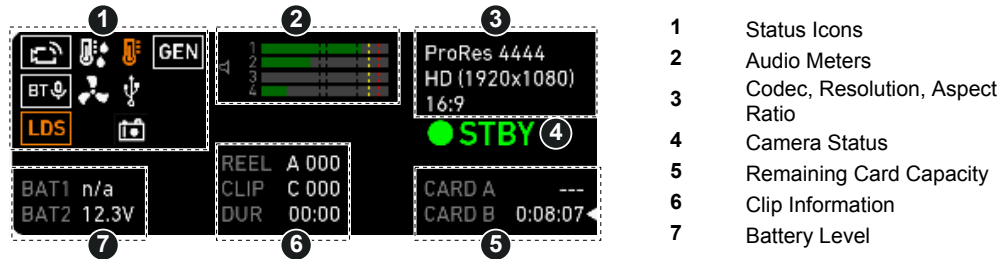 1
2
3
GEN
BT
LDS
1
2
3
4
ProRes 4444
HD (1920x1080)
16:9
STBY 4
BAT1 n/a
BAT2 12.3V
7
REEL A 000
CLIP C 000
DUR 00:00
6
CARD A ---
CARD B 0:08:07
5
1 Status Icons
2 Audio Meters
3 Codec, Resolution, Aspect
Ratio
4 Camera Status
5 Remaining Card Capacity
6 Clip Information
7 Battery Level